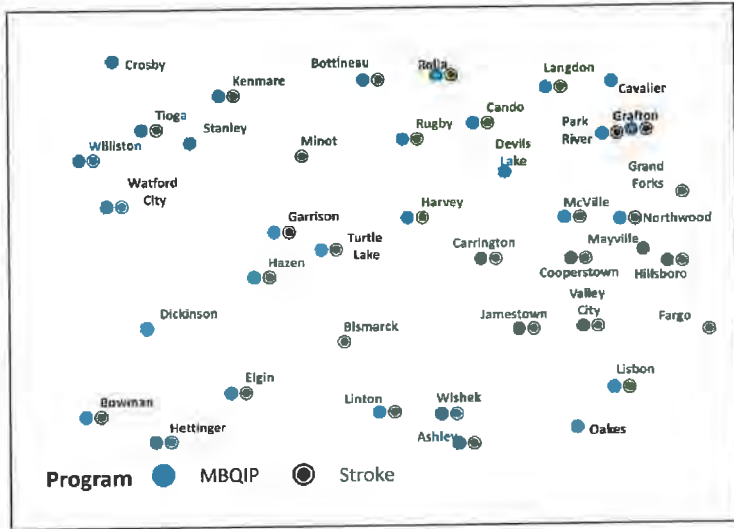 Crosby
Bottineau
Rolla
Langdon
Cavalier
Kenmare
Tioga
Stanley
Cando
Park
River
Grafton
Rugby
Minot
Devils
Lake
Williston
Grand
Forks
Watford
City
Harvey
McVille
Northwood
Garrison
Turtle
Lake
Carrington
Mayville
Hazen
Cooperstown
Hillsboro
Dickinson
Bismarck
Jamestown
Valley
City
Fargo
Elgin
Lisbon
Bowman
Linton
Wishek
Hettinger
Ashley
Oakes
Program MBQIP Stroke